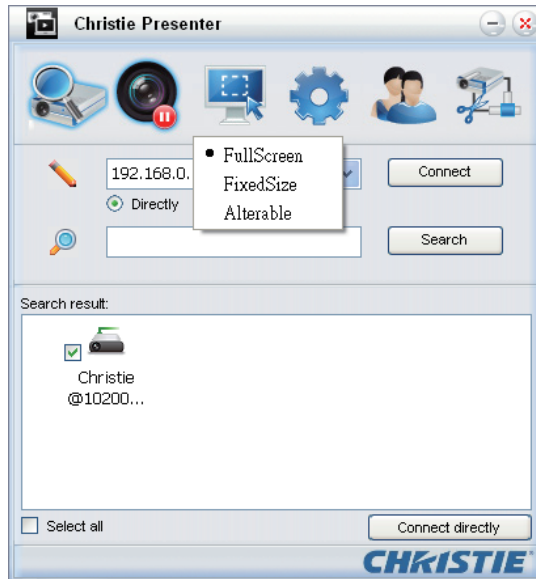 Christie Presenter
FullScreen
FixedSize
Alterable
192.168.0.
Connect
Directly
Search
Search result:
Christie
@10200...
Select all
Connect directly
CHRISTIE